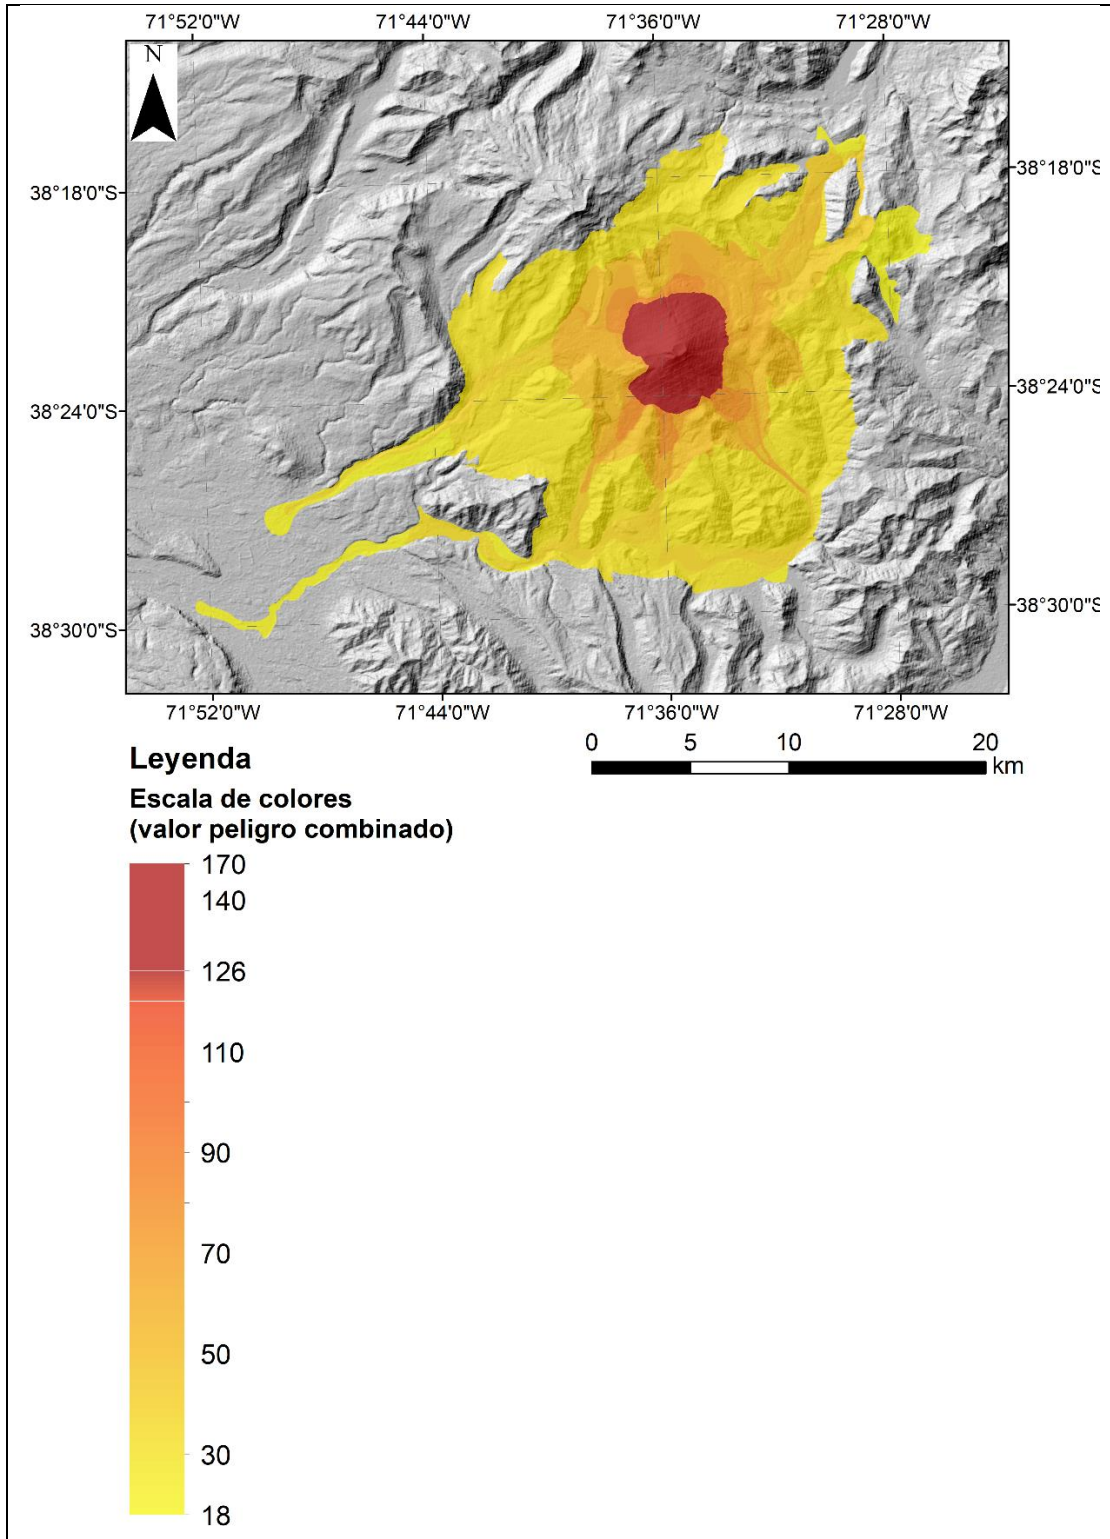 71°52'0"W 71°44'0"W 71°36'0"W 71°28'0"W
N
38°18'0"S 38°18'0"S
38°24'0"S 38°24'0"S
38°30'0"S 38°30'0"S
71°52'0"W 71°44'0"W 71°36'0"W 71°28'0"W
Leyenda
0 5 10 20
km
Escala de colores
(valor peligro combinado)
170
140
126
110
90
70
50
30
18